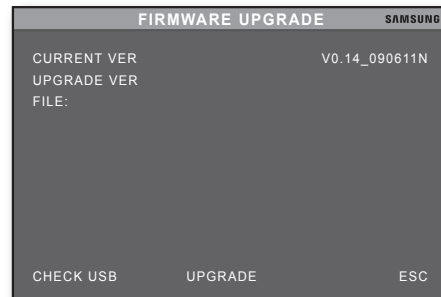 FIRMWARE UPGRADE SAMSUNG
CURRENT VER V0.14_090611N
UPGRADE VER
FILE:
CHECK USB UPGRADE ESC